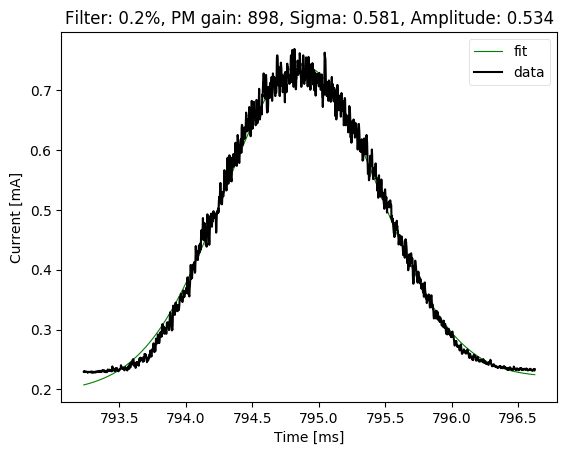 Filter: 0.2%, PM gain: 898, Sigma: 0.581, Amplitude: 0.534
fit
data
0.7
0.6
0.5
0.4
0.3
0.2
Current [mA]
793.5 794.0 794.5 795.0 795.5 796.0 796.5
Time [ms]